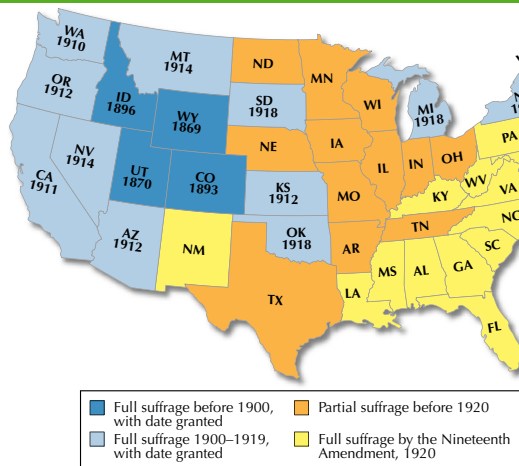 WA
1910
MT
1914
ND
MN
OR
1912
ID
1896
WY
1869
SD
1918
WI
MI
1918
PA
NE
IA
NV
1914
UT
1870
CO
1893
IL
IN
OH
WV
VA
CA
1911
KS
1912
MO
KY
AZ
1912
NM
OK
1918
AR
TN
NC
SC
TX
LA
MS
AL
GA
FL
Full suffrage before 1900,
with date granted
Full suffrage 1900–1919,
with date granted
Partial suffrage before 1920
Full suffrage by the Nineteenth
Amendment, 1920